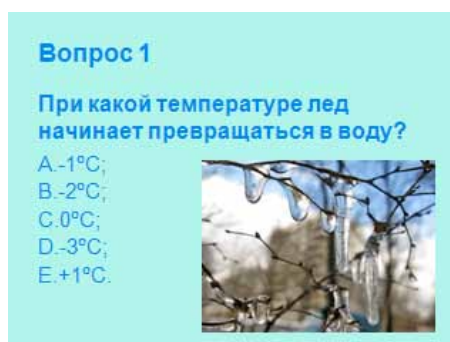 Вопрос 1
При какой температуре лед
начинает превращаться в воду?
A.-1ºC;
B.-2ºC;
C.0ºC;
D.-3ºC;
E.+1ºC.